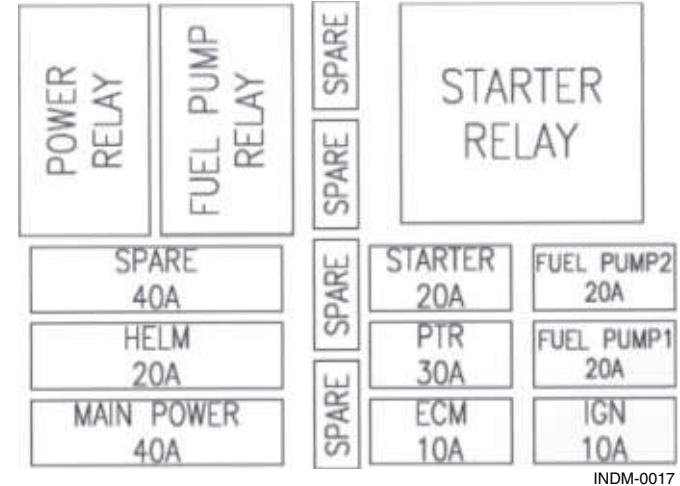 POWER
RELAY
FUEL PUMP
RELAY
SPARE
SPARE
STARTER
RELAY
SPARE
40A
HELM
20A
MAIN POWER
40A
SPARE
SPARE
STARTER
20A
FUEL PUMP2
20A
PTR
30A
FUEL PUMP1
20A
ECM
10A
IGN
10A
INDM-0017